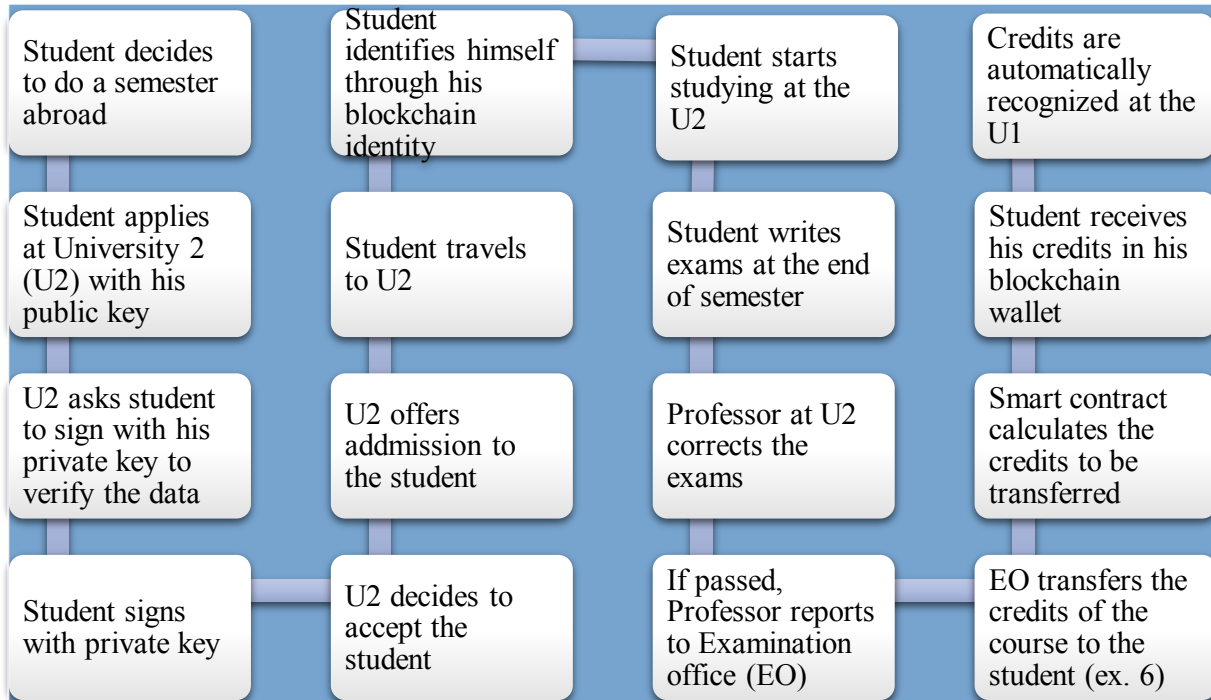 Student decides
to do a semester
abroad
Student applies
at University 2
(U2) with his
public key
U2 asks student
to sign with his
private key to
verify the data
Student signs
with private key
U2 decides to
accept the
student
U2 offers
addmission to
the student
Student travels
to U2
Student
identifies himself
through his
blockchain
identity
Student starts
studying at the
U2
Student writes
exams at the end
of semester
Professor at U2
corrects the
exams
If passed,
Professor reports
to Examination
office (EO)
EO transfers the
credits of the
course to the
student (ex. 6)
Smart contract
calculates the
credits to be
transferred
Student receives
his credits in his
blockchain
wallet
Credits are
automatically
recognized at the
U1